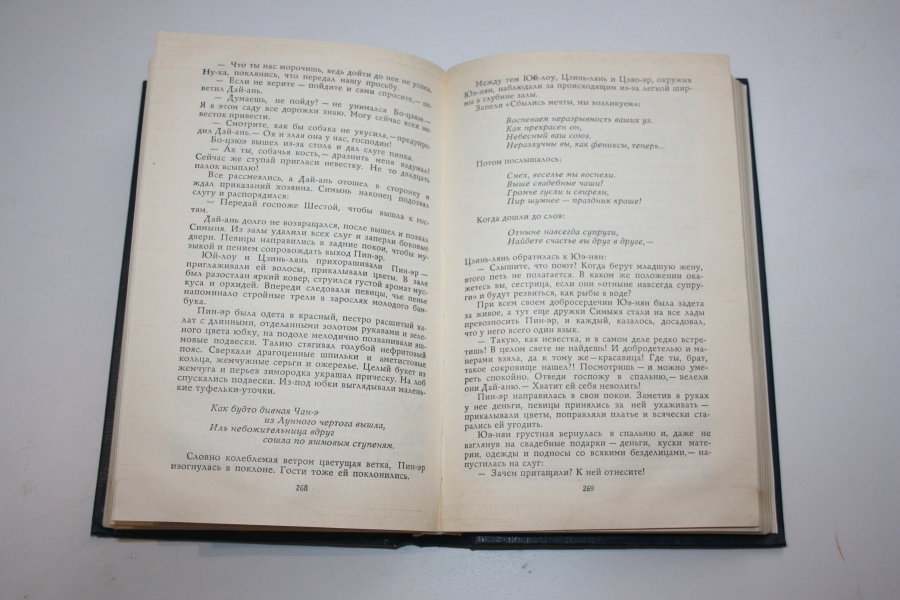 — Что ты нас морочишь, ведь дойти до нее не успел.
Ну-ка, поклянись, что передал нашу просьбу.
— Если не верите — пойдите и сами спросите,— от-
ветил Дай-ань.
— Думаешь, не пойду! — не унимался Бо-цзюэ.—
Я в этом саду все дорожки знаю. Могу сейчас всех не-
весток привести.
— Смотрите, как бы собака не укусила,— предупре-
дил Дай-ань.— Ох и злая она у нас, господин!
Бо-цзюэ вышел из-за стола и дал слуге пинка.
— Ах ты, собачья кость,— дразнить меня вздумал?
Сейчас же ступай пригласи невестку. Не то двадцать
палок всыплю!
Все рассмеялись, а Дай-ань отошел в сторонку и
ждал приказаний хозяина. Симынь наконец подозвал
слугу и распорядился:
— Передай госпоже Шестой, чтобы вышла к гос-
тям.
Дай-ань долго не возвращался, после вышел и позвал
Симыня. Из залы удалили всех слуг и заперли боковые
двери. Певицы направились в задние покои, чтобы му-
зыкой и пением сопровождать выход Пин-эр.
Юй-лоу и Цзинь-лянь прихорашивали Пин-эр —
приглаживали ей волосы, прикалывали цветы. В зале
был разостлан яркий ковер, струился густой аромат мус-
куса и орхидей. Впереди следовали певицы, чье пенье
напоминало стройные трели в зарослях молодого бам-
бука.
Пин-эр была одета в красный, пестро расшитый ха-
лат с длинными, отделанными золотом рукавами и зеле-
ного цвета юбку, на подоле мелодично позванивали яш-
мовые подвески. Талию стягивал голубой нефритовый
пояс. Сверкали драгоценные шпильки и аметистовые
кольца, жемчужные серьги и ожерелье. Целый букет из
жемчуга и перьев зимородка украшал прическу. На лоб
спускались подвески. Из-под юбки выглядывали малень-
кие туфельки-уточки.
Как будто дивная Чан-э
из Лунного чертога вышла,
Иль небожительница вдруг
сошла по яшмовым ступеням.
Словно колеблемая ветром цветущая ветка, Пин-эр
изогнулась в поклоне. Гости тоже ей поклонились.
268
Между тем Юй-лоу, Цзинь-лянь и Цзяо-эр, окружив
Юэ-нян, наблюдали за происходящим из-за легкой шир-
мы в глубине залы.
Запели «Сбылись мечты, мы возликуем»:
Воспеваем неразрывность ваших уз.
Как прекрасен он,
Небесный ваш союз.
Неразлучны вы, как фениксы, теперь...
Потом послышалось:
Смех, веселье мы воспели.
Выше свадебные чаши!
Громче гусли и свирели,
Пир шумнее — праздник краше!
Когда дошли до слов:
Отныне навсегда супруги,
Найдете счастье вы друг в друге,—
Цзинь-лянь обратилась к Юэ-нян:
— Слышите, что поют? Когда берут младшую жену,
этого петь не полагается. В каком же положении ока-
жетесь вы, сестрица, если они «отныне навсегда супру-
ги» и будут резвиться, как рыбы в воде?
При всем своем добросердечии Юэ-нян была задета
за живое, а тут еще дружки Симыня стали на все лады
превозносить Пин-эр, и каждый, казалось, досадовал,
что у него всего один язык.
— Такую, как невестка, и в самом деле редко встре-
тишь! В целом свете не найдешь! И добродетелью и ма-
нерами взяла, да к тому же — красавица! Где ты, брат,
такое сокровище нашел?! Посмотришь — и можно уме-
реть спокойно. Отведи госпожу в спальню,— велели
они Дай-аню.— Хватит ей себя неволить!
Пин-эр направилась в свои покои. Заметив в руках
у нее деньги, певицы принялись за ней ухаживать —
прикалывали цветы, поправляли платье и всячески ста-
рались ей угодить.
Юэ-нян грустная вернулась в спальню и, даже не
взглянув на свадебные подарки — деньги, куски мате-
рии, одежду и подносы со всякими безделицами,— на-
пустилась на слуг:
— Зачем притащили? К ней отнесите!
269